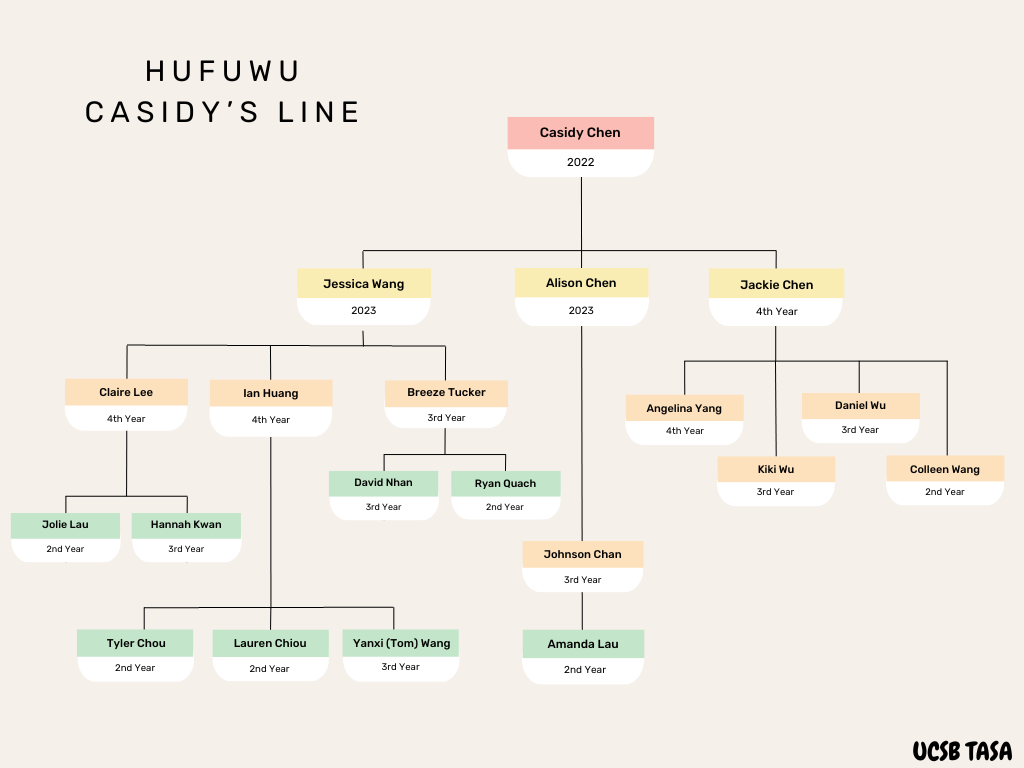 HUFUWU
CASIDY'S LINE
Casidy Chen
2022
Jessica Wang
2023
Alison Chen
2023
Jackie Chen
4th Year
Claire Lee
4th Year
Ian Huang
4th Year
Breeze Tucker
3rd Year
Angelina Yang
4th Year
Daniel Wu
3rd Year
Kiki Wu
3rd Year
Colleen Wang
2nd Year
David Nhan
3rd Year
Ryan Quach
2nd Year
Jolie Lau
2nd Year
Hannah Kwan
3rd Year
Johnson Chan
3rd Year
Tyler Chou
2nd Year
Lauren Chiou
2nd Year
Yanxi (Tom) Wang
3rd Year
Amanda Lau
2nd Year
UCSB TASA